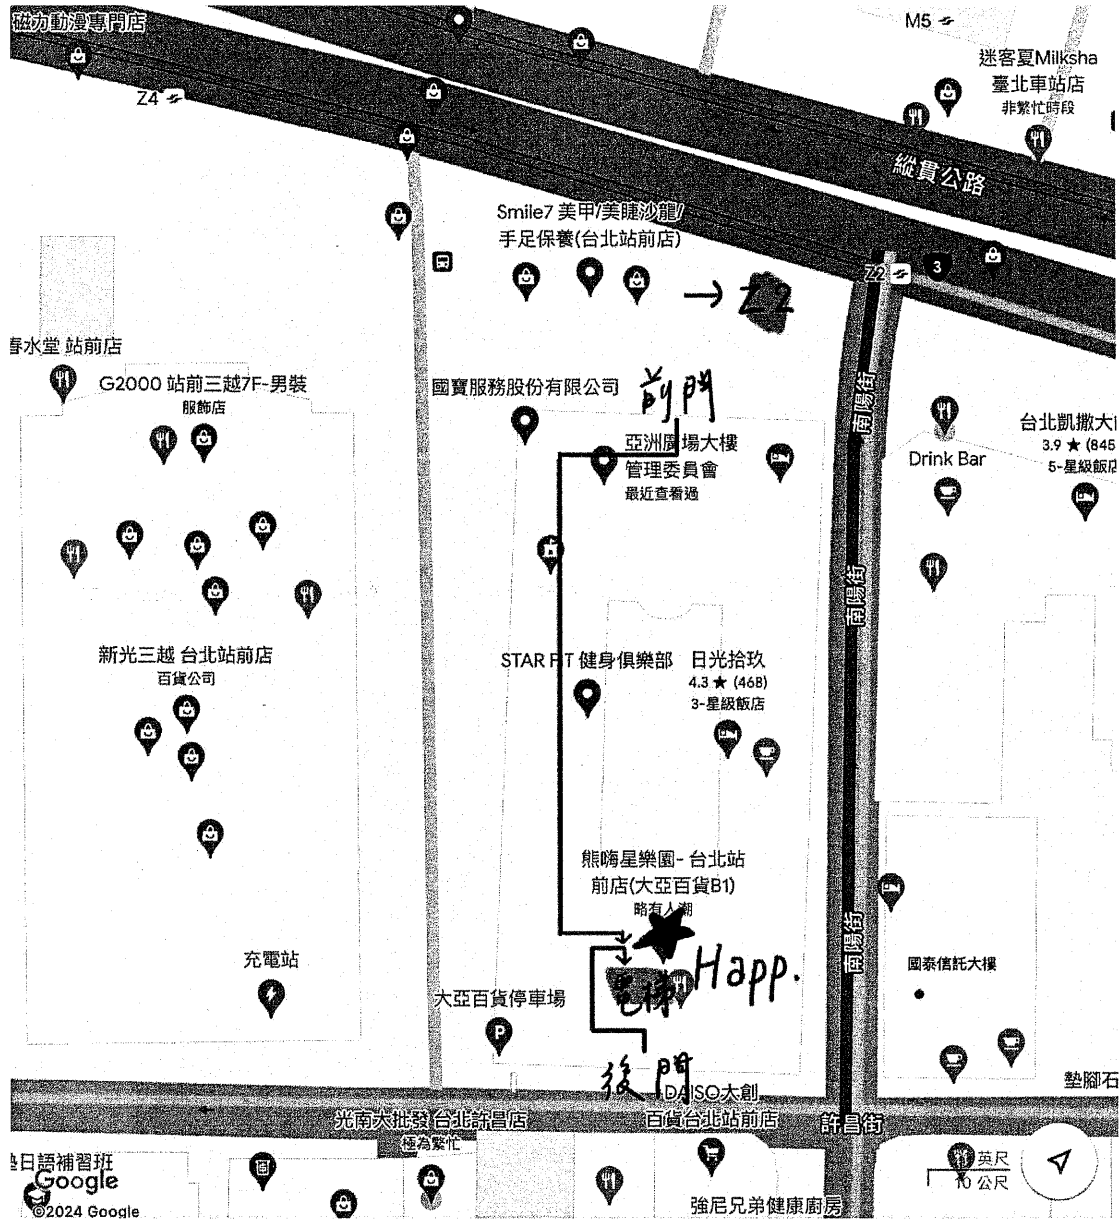 磁力動漫專門店
M5
迷客夏Milksha
臺北車站店
非繁忙時段
Z4
縱貫公路
Smile7 美甲/美睫沙龍/
手足保養(台北站前店)
Z2
3
→ Z2
春水堂 站前店
G2000 站前三越7F-男裝
服飾店
國寶服務股份有限公司
前門
南陽街
台北凱撒大
3.9 ★ (845
5-星級飯店
亞洲廣場大樓
管理委員會
最近查看過
Drink Bar
南陽街
新光三越 台北站前店
百貨公司
STAR FIT 健身俱樂部
日光拾玖
4.3 ★ (468)
3-星級飯店
熊嗨星樂園- 台北站
前店(大亞百貨B1)
略有人潮
南陽街
充電站
Happ.
電梯
國泰信託大樓
大亞百貨停車場
P
後門
DAISO大創
百貨台北站前店
墊腳石
光南大批發 台北許昌店
極為繁忙
許昌街
塾日語補習班
英尺
10 公尺
Google
©2024 Google
強尼兄弟健康廚房